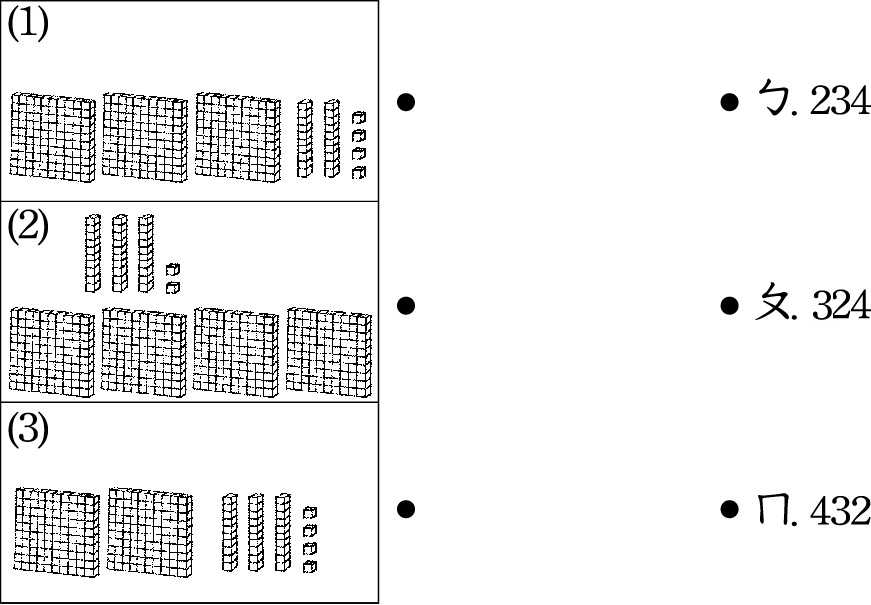 (1)
ㄅ. 234
(2)
ㄆ. 324
(3)
ㄇ. 432